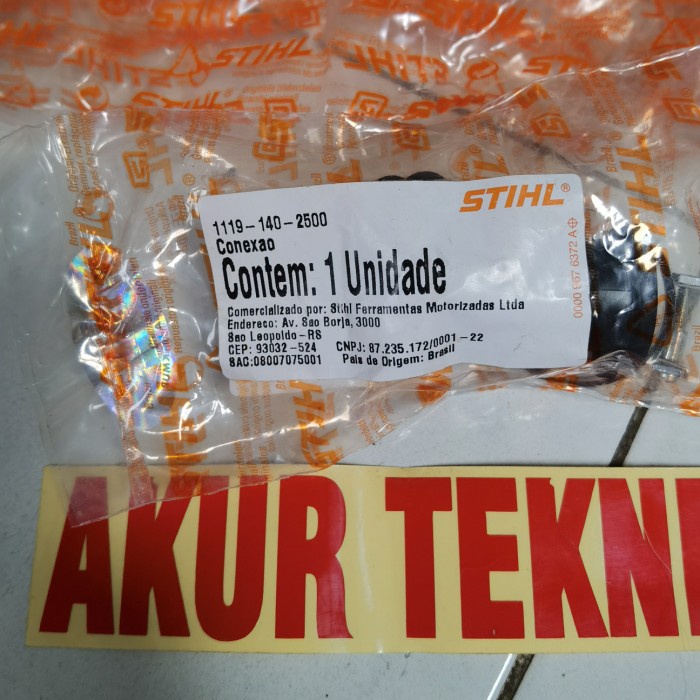 STIHL
STIHL®
1119-140-2500
Conexao
Contem: 1 Unidade
Comercializado por: Stihl Ferramentas Motorizadas Ltda
Endereco: Av. Sao Borja, 3000
Sao Leopoldo-RS
CEP: 93032-524 CNPJ: 87.235.172/0001-22
SAC:08007075001 Pais de Origem: Brasil
0000 967 6372 A
AKUR TEKNI